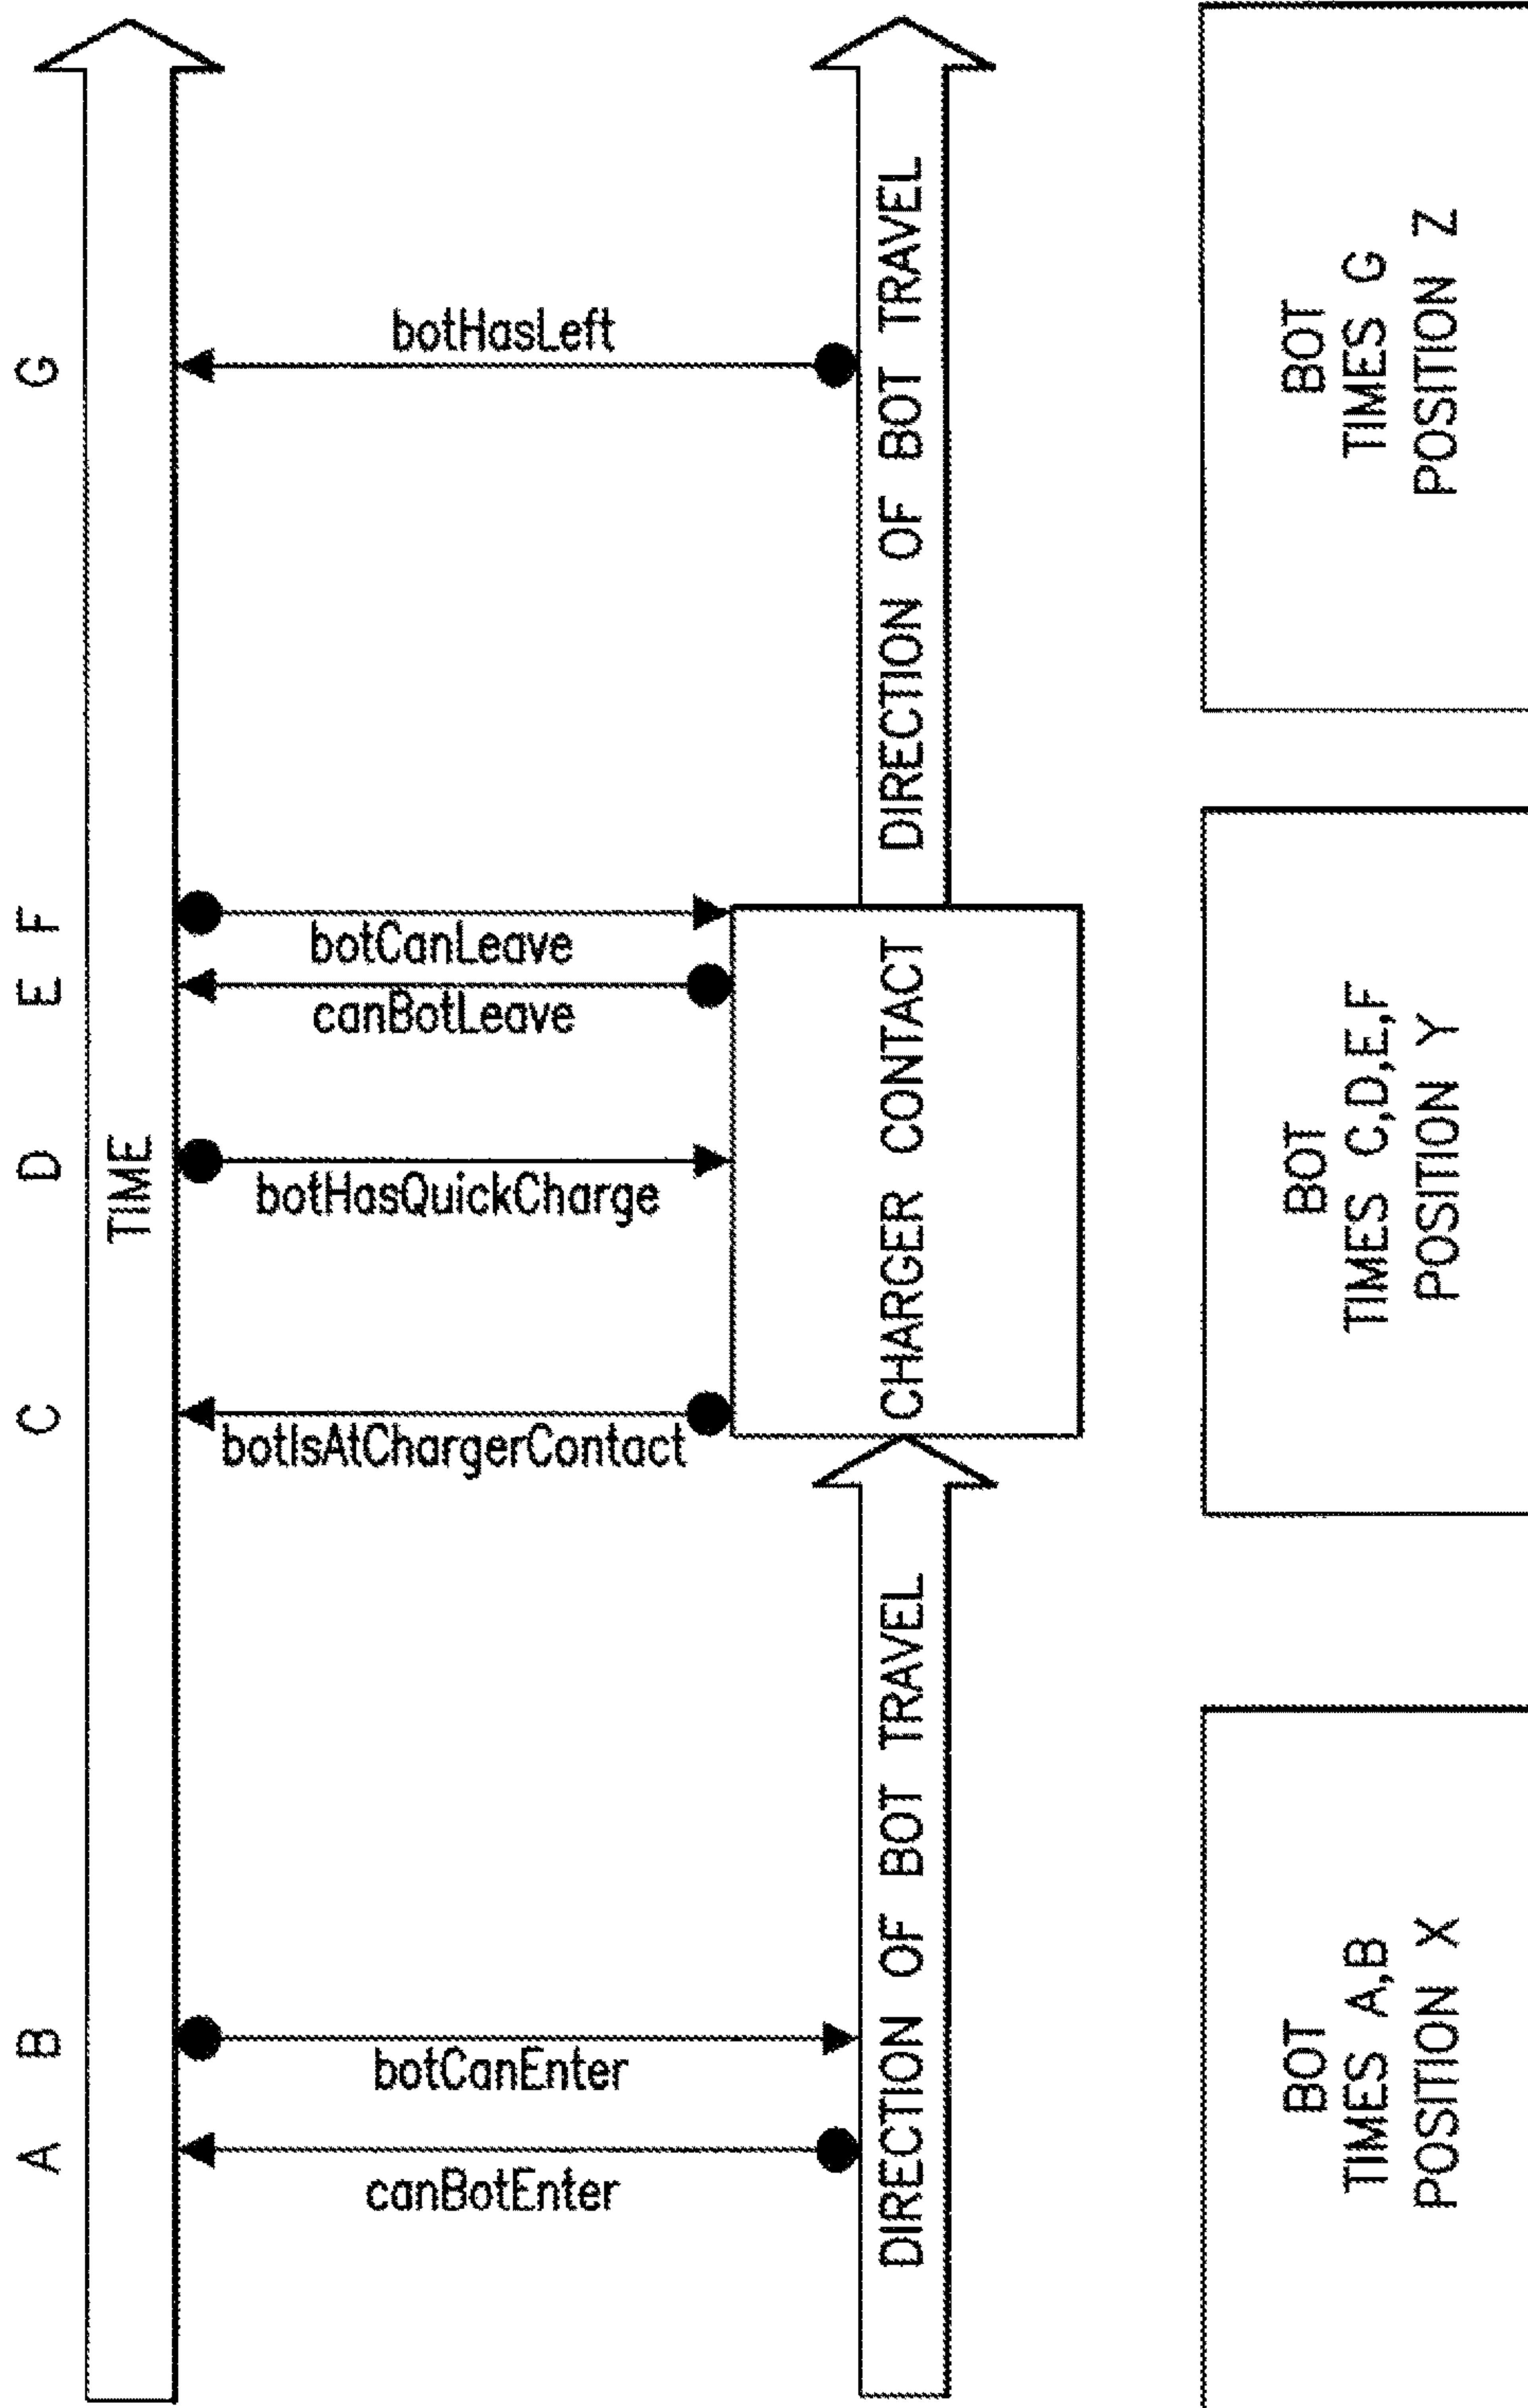 A
B
C
D
E
F
G
TIME
canBotEnter
botCanEnter
botIsAtChargerContact
botHasQuickCharge
canBotLeave
botCanLeave
botHasLeft
DIRECTION OF BOT TRAVEL
CHARGER CONTACT
DIRECTION OF BOT TRAVEL
BOT
TIMES A,B
POSITION X
BOT
TIMES C,D,E,F
POSITION Y
BOT
TIMES G
POSITION Z